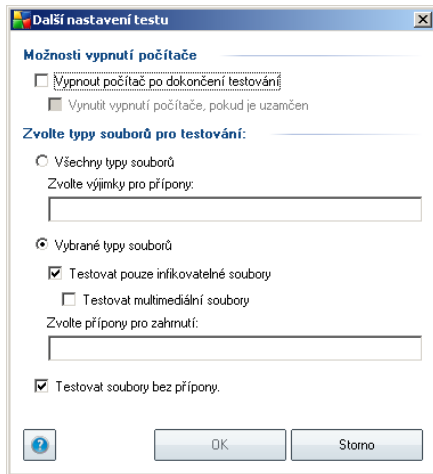 Další nastavení testu
Možnosti vypnutí počítače
Vypnout počítač po dokončení testování
Vynutit vypnutí počítače, pokud je uzamčen
Zvolte typy souborů pro testování:
Všechny typy souborů
Zvolte výjimky pro přípony:
Vybrané typy souborů
Testovat pouze infikovatelné soubory
Testovat multimediální soubory
Zvolte přípony pro zahrnutí:
Testovat soubory bez přípony.
? OK Storno